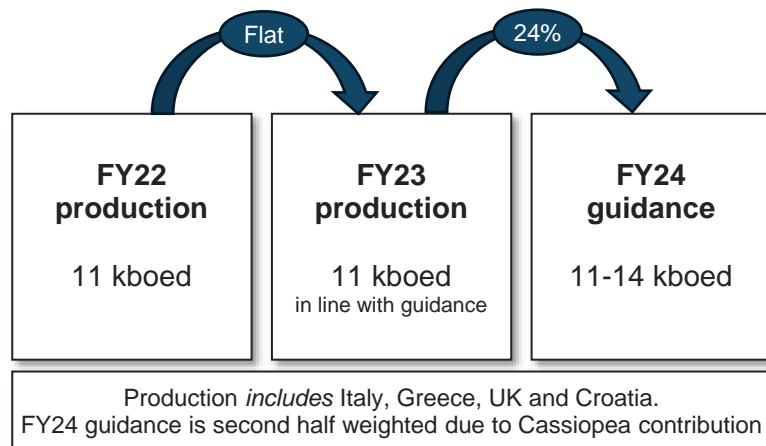 Flat
24%
FY22
production
11 kboed
FY23
production
11 kboed
in line with guidance
FY24
guidance
11-14 kboed
Production includes Italy, Greece, UK and Croatia.
FY24 guidance is second half weighted due to Cassiopea contribution